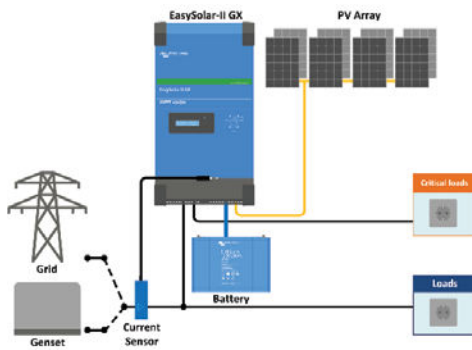 EasySolar-II GX
PV Array
Critical loads
Grid
Loads
Battery
Genset
Current
Sensor